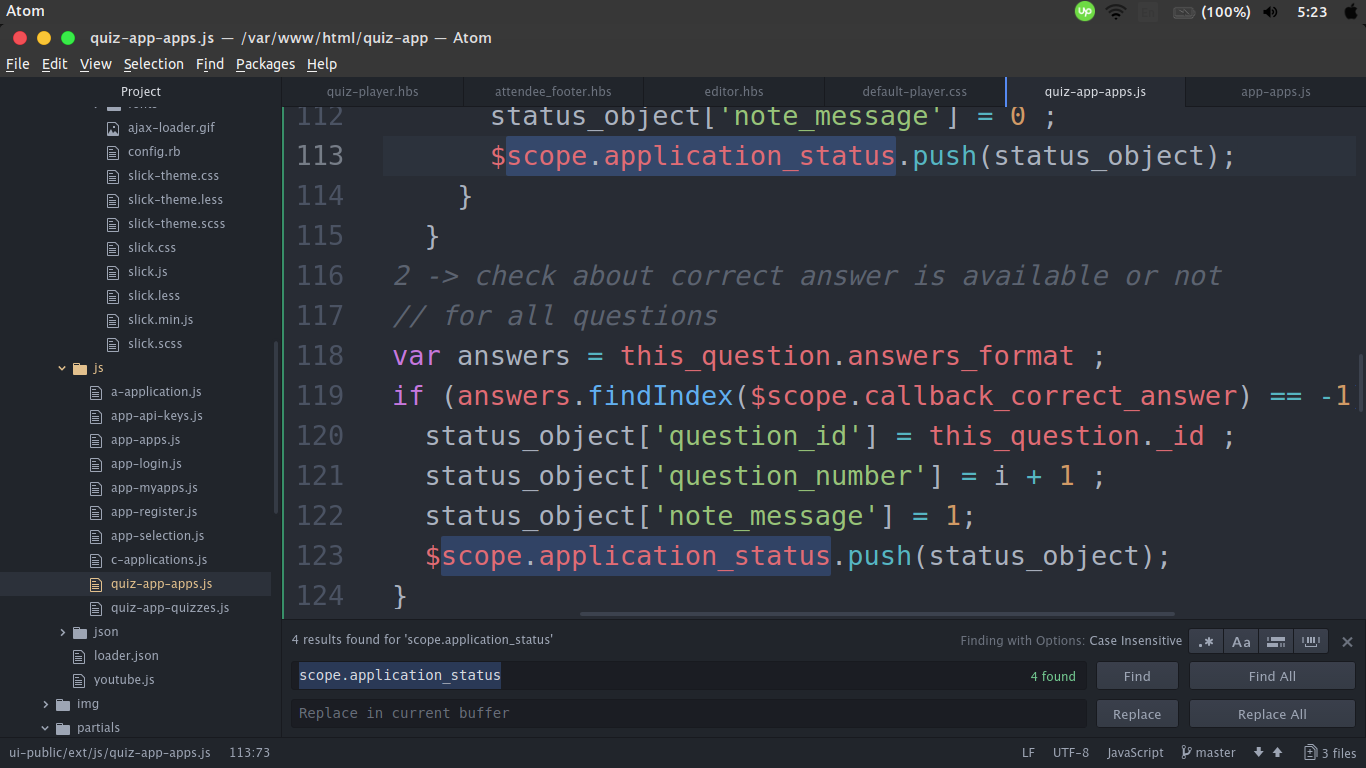 Atom
Up
(100%)
5:23
quiz-app-apps.js — /var/www/html/quiz-app — Atom
File Edit View Selection Find Packages Help
Project
quiz-player.hbs
attendee_footer.hbs
editor.hbs
default-player.css
quiz-app-apps.js
app-apps.js
ajax-loader.gif
config.rb
slick-theme.css
slick-theme.less
slick-theme.scss
slick.css
slick.js
slick.less
slick.min.js
slick.scss
js
a-application.js
app-api-keys.js
app-apps.js
app-login.js
app-myapps.js
app-register.js
app-selection.js
c-applications.js
quiz-app-apps.js
quiz-app-quizzes.js
json
loader.json
youtube.js
img
partials
112 status_object['note_message'] = 0 ;
113 $scope.application_status.push(status_object);
114 }
115 }
116 2 -> check about correct answer is available or not
117 // for all questions
118 var answers = this_question.answers_format ;
119 if (answers.findIndex($scope.callback_correct_answer) == -1
120 status_object['question_id'] = this_question._id ;
121 status_object['question_number'] = i + 1 ;
122 status_object['note_message'] = 1;
123 $scope.application_status.push(status_object);
124 }
4 results found for 'scope.application_status'
Finding with Options: Case Insensitive
.*
Aa
scope.application_status
4 found
Find
Find All
Replace in current buffer
Replace
Replace All
ui-public/ext/js/quiz-app-apps.js 113:73
LF UTF-8 JavaScript master 3 files